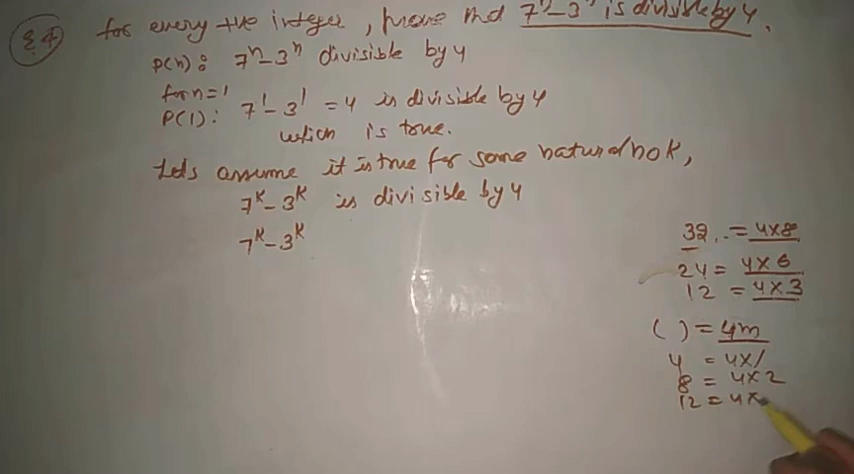 Q.4 for every +ve integer, prove that 7ⁿ-3ⁿ is divisible by 4.
P(n): 7ⁿ-3ⁿ divisible by 4
for n=1
P(1): 7¹-3¹ = 4 is divisible by 4
which is true.
Lets assume it is true for some natural no K,
7ᴷ-3ᴷ is divisible by 4
7ᴷ-3ᴷ
32 = 4×8
24 = 4×6
12 = 4×3
( ) = 4m
4 = 4×1
8 = 4×2
12 = 4×